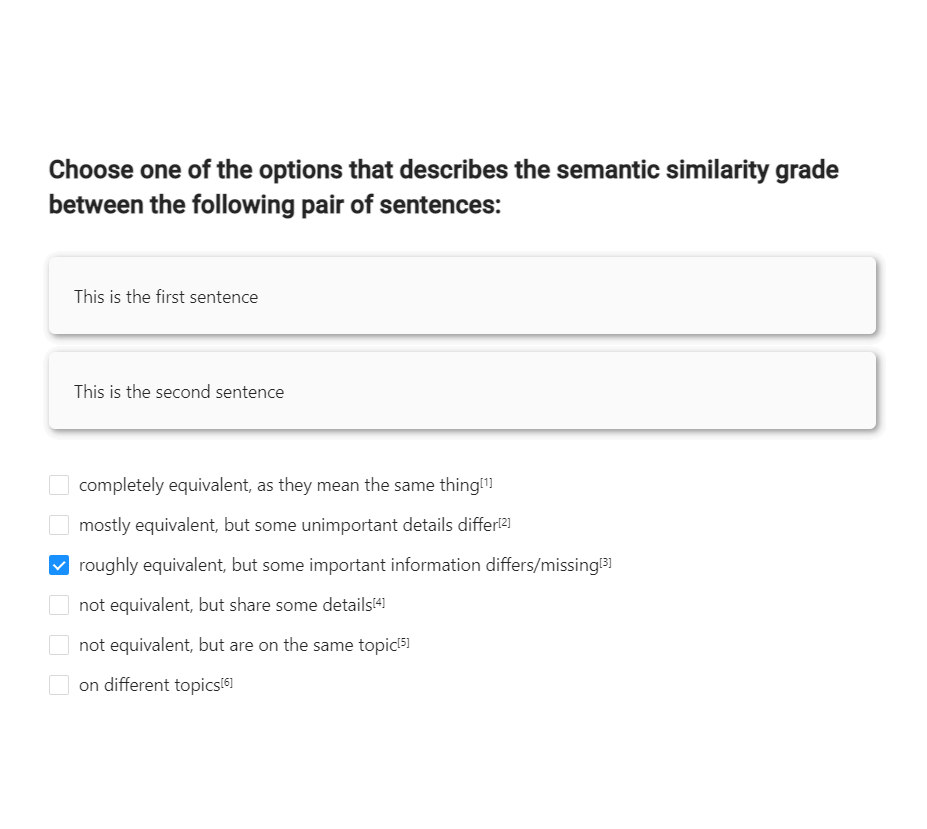 Choose one of the options that describes the semantic similarity grade
between the following pair of sentences:
This is the first sentence
This is the second sentence
completely equivalent, as they mean the same thing[1]
mostly equivalent, but some unimportant details differ[2]
roughly equivalent, but some important information differs/missing[3]
not equivalent, but share some details[4]
not equivalent, but are on the same topic[5]
on different topics[6]